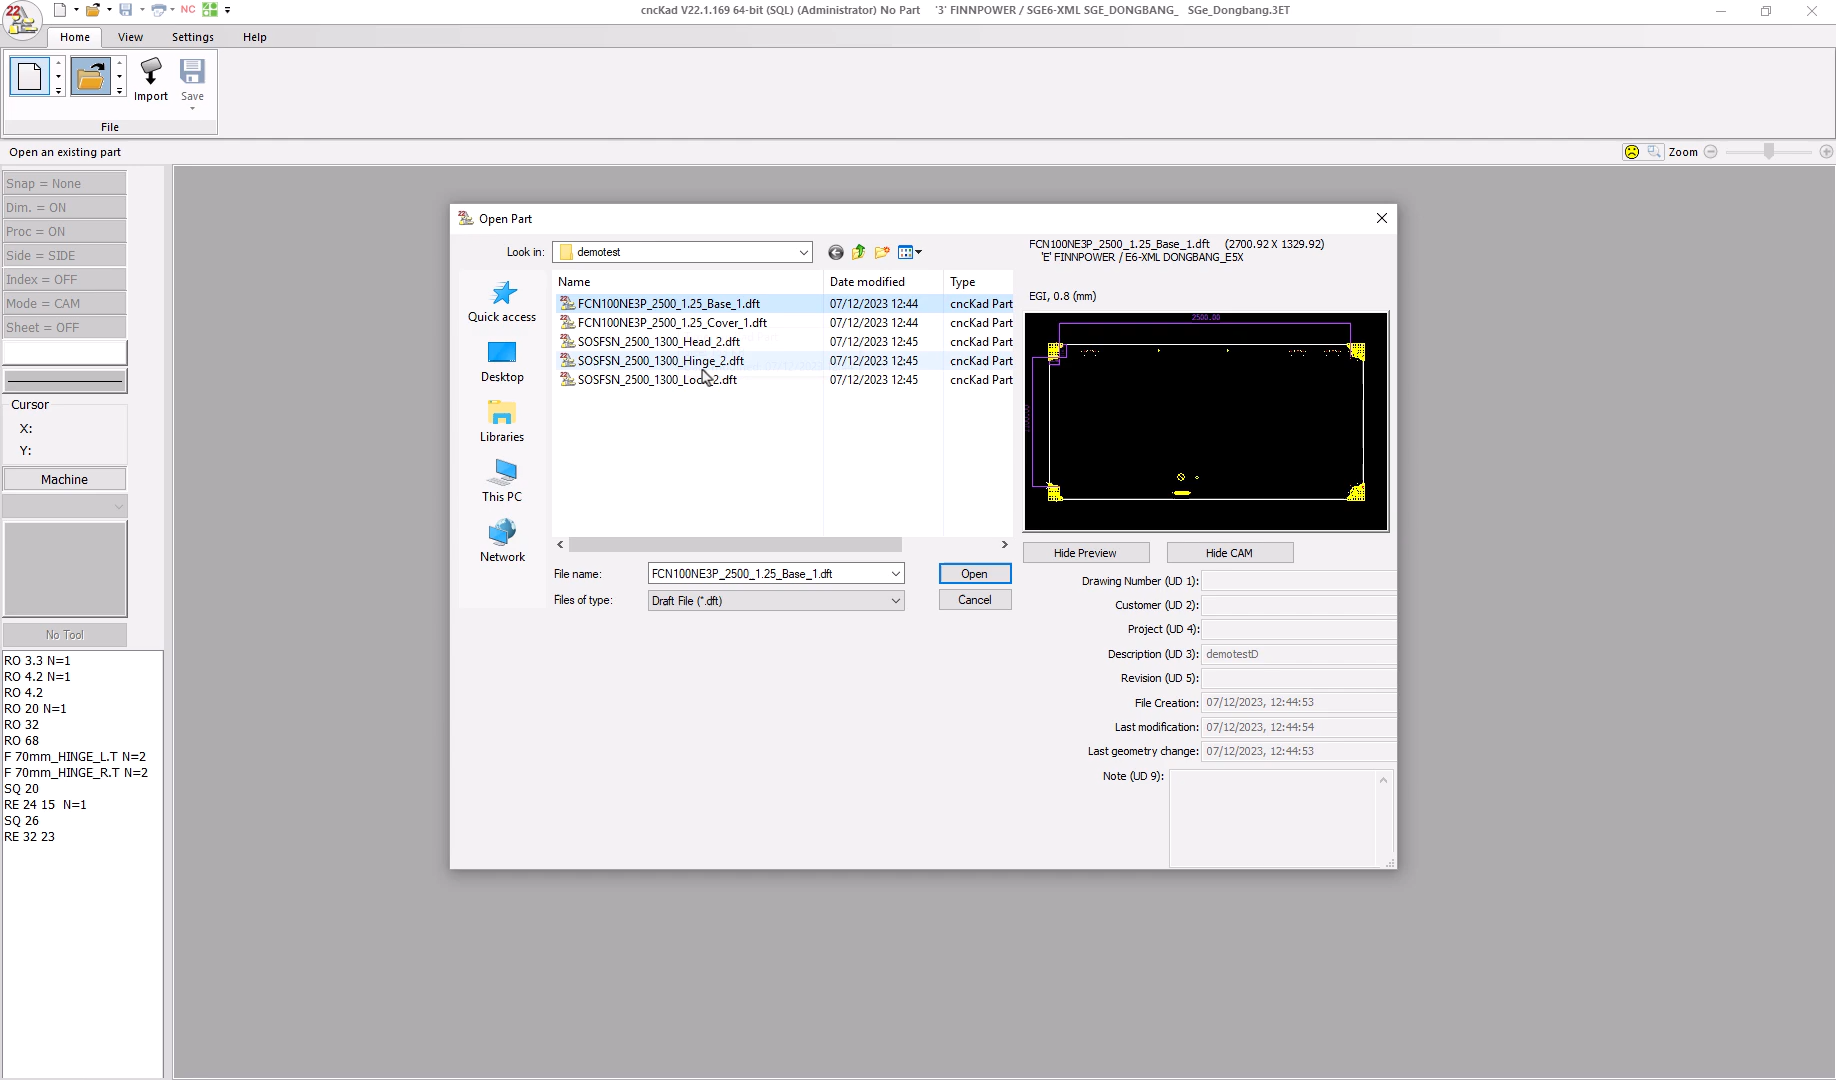 22
NC
cncKad V22.1.169 64-bit (SQL) (Administrator) No Part '3' FINNPOWER / SGE6-XML SGE_DONGBANG_ SGe_Dongbang.3ET
Home View Settings Help
Import Save
File
Open an existing part
Zoom
Snap = None
Dim. = ON
Proc = ON
Side = SIDE
Index = OFF
Mode = CAM
Sheet = OFF
Cursor
X:
Y:
Machine
No Tool
RO 3.3 N=1
RO 4.2 N=1
RO 4.2
RO 20 N=1
RO 32
RO 68
F 70mm_HINGE_L.T N=2
F 70mm_HINGE_R.T N=2
SQ 20
RE 24 15 N=1
SQ 26
RE 32 23
Open Part
Look in: demotest
Quick access
Desktop
Libraries
This PC
Network
Name Date modified Type
FCN100NE3P_2500_1.25_Base_1.dft 07/12/2023 12:44 cncKad Part
FCN100NE3P_2500_1.25_Cover_1.dft 07/12/2023 12:44 cncKad Part
SOSFSN_2500_1300_Head_2.dft 07/12/2023 12:45 cncKad Part
SOSFSN_2500_1300_Hinge_2.dft 07/12/2023 12:45 cncKad Part
SOSFSN_2500_1300_Loc 2.dft 07/12/2023 12:45 cncKad Part
File name: FCN100NE3P_2500_1.25_Base_1.dft Open
Files of type: Draft File (*.dft) Cancel
FCN100NE3P_2500_1.25_Base_1.dft (2700.92 X 1329.92)
'E' FINNPOWER / E6-XML DONGBANG_E5X
EGI, 0.8 (mm)
2500.00
Hide Preview Hide CAM
Drawing Number (UD 1):
Customer (UD 2):
Project (UD 4):
Description (UD 3): demotestD
Revision (UD 5):
File Creation: 07/12/2023, 12:44:53
Last modification: 07/12/2023, 12:44:54
Last geometry change: 07/12/2023, 12:44:53
Note (UD 9):